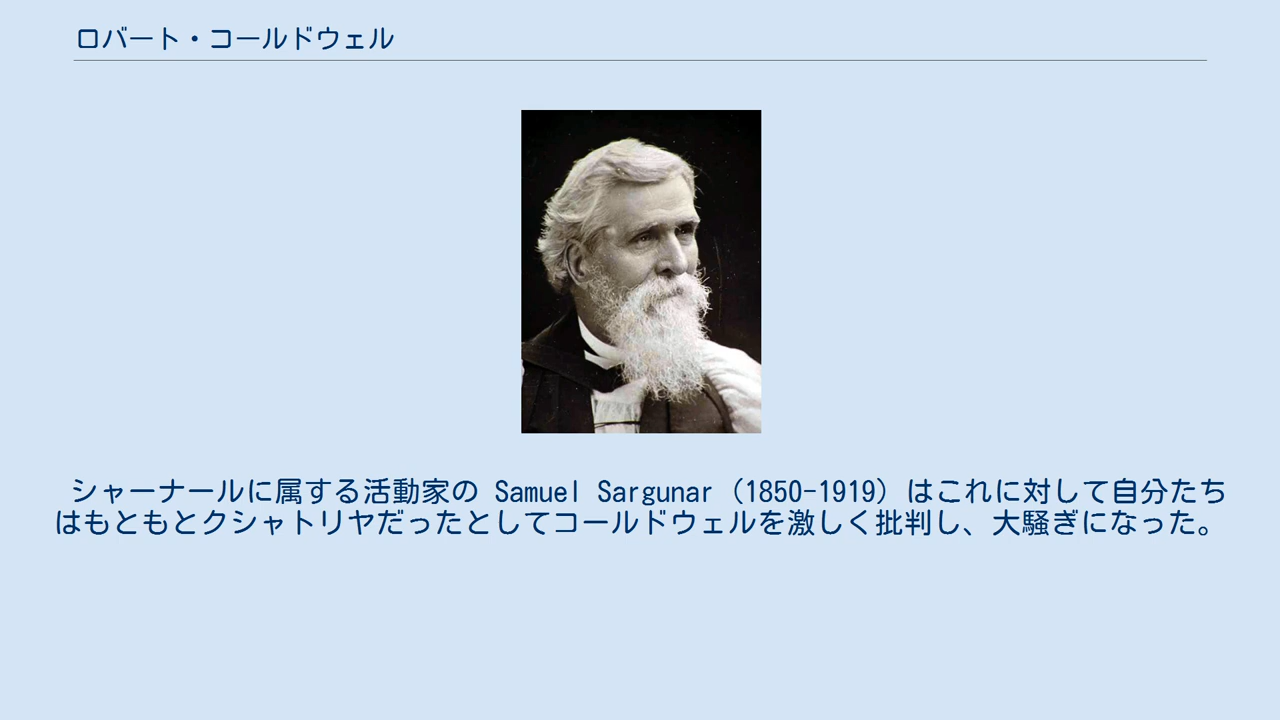 ロバート・コールドウェル
シャーナールに属する活動家の Samuel Sargunar（1850-1919）はこれに対して自分たち
はもともとクシャトリヤだったとしてコールドウェルを激しく批判し、大騒ぎになった。